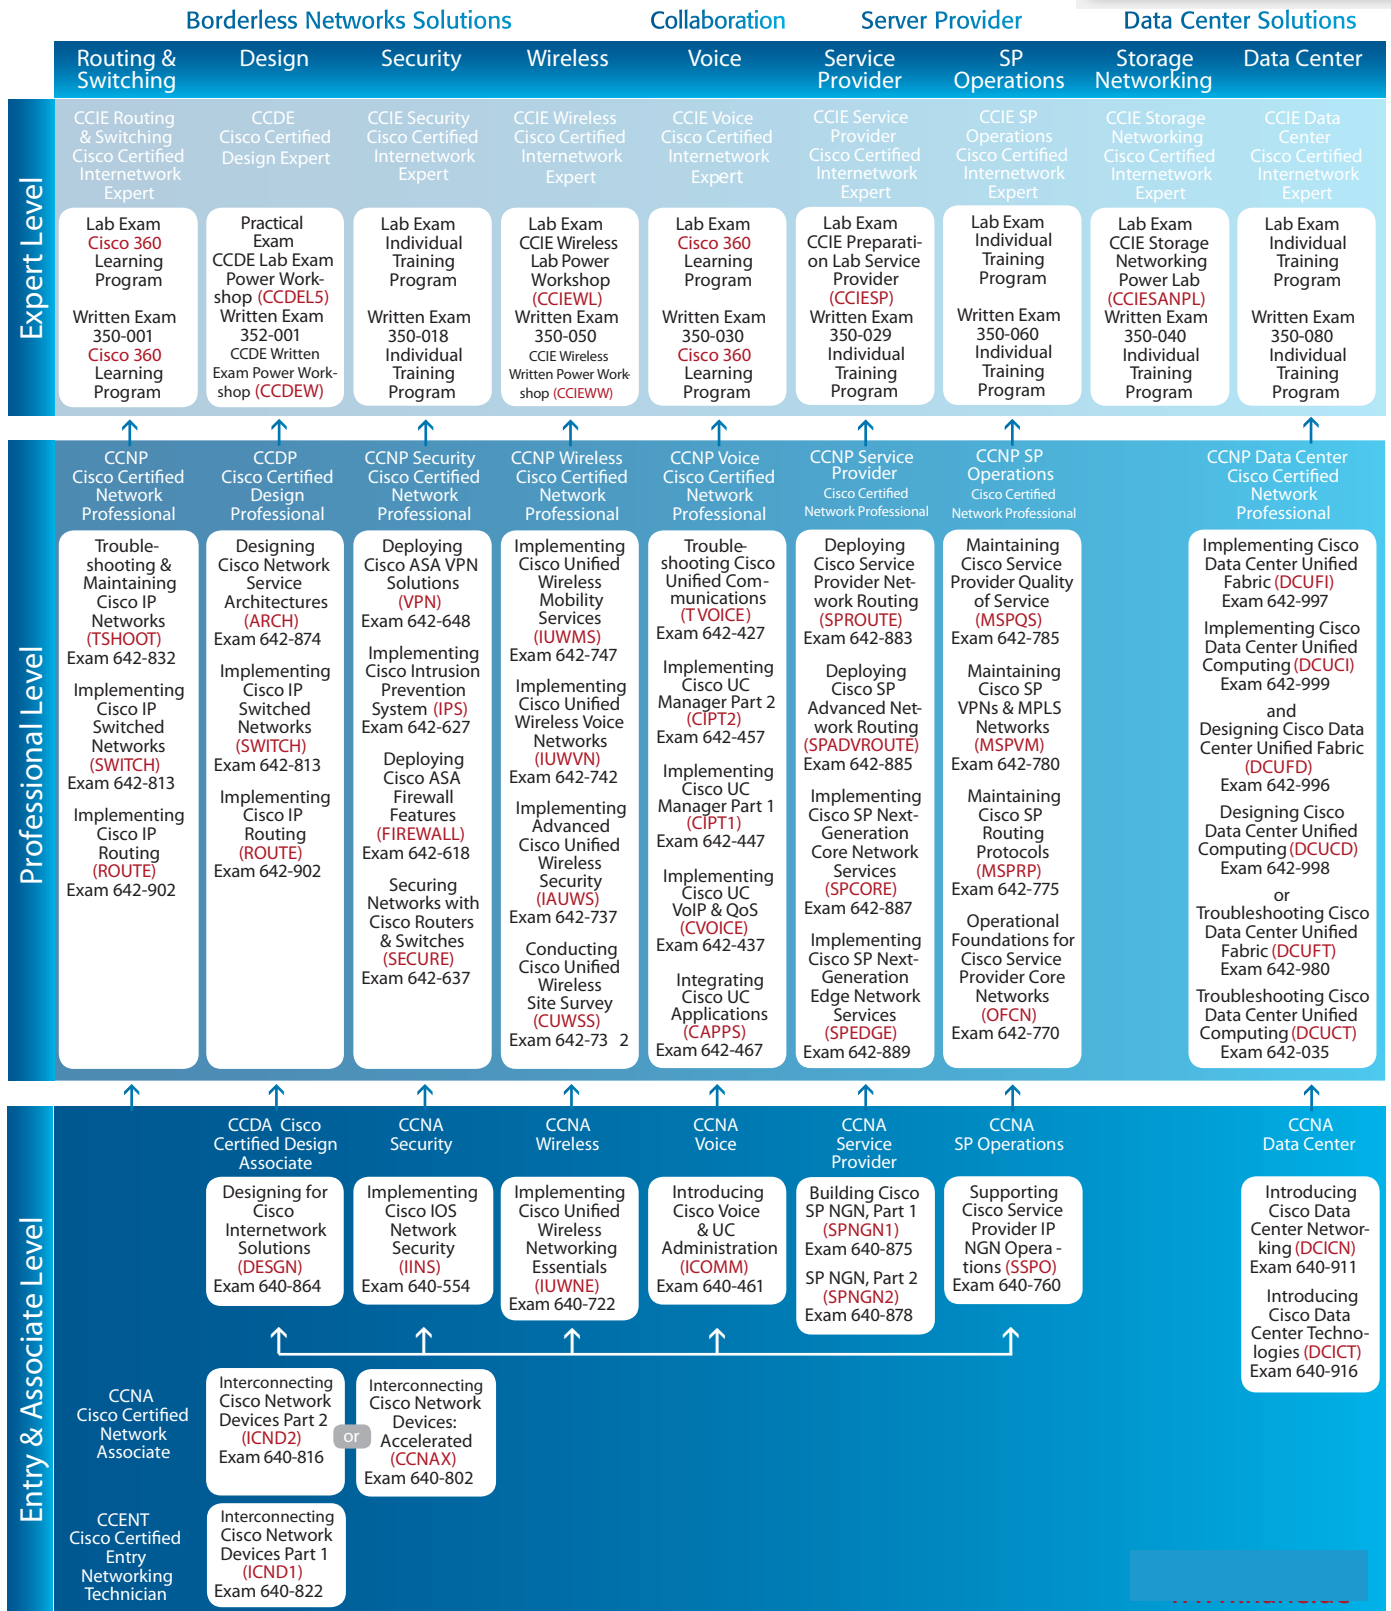 Borderless Networks Solutions
Collaboration
Server Provider
Data Center Solutions
Routing &
Switching
Design
Security
Wireless
Voice
Service
Provider
SP
Operations
Storage
Networking
Data Center
Expert Level
CCIE Routing
& Switching
Cisco Certified
Internetwork
Expert
Lab Exam
Cisco 360
Learning
Program
Written Exam
350-001
Cisco 360
Learning
Program
CCDE
Cisco Certified
Design Expert
Practical
Exam
CCDE Lab Exam
Power Work-
shop (CCDEL5)
Written Exam
352-001
CCDE Written
Exam Power Work-
shop (CCDEW)
CCIE Security
Cisco Certified
Internetwork
Expert
Lab Exam
Individual
Training
Program
Written Exam
350-018
Individual
Training
Program
CCIE Wireless
Cisco Certified
Internetwork
Expert
Lab Exam
CCIE Wireless
Lab Power
Workshop
(CCIEWL)
Written Exam
350-050
CCIE Wireless
Written Power Work-
shop (CCIEWW)
CCIE Voice
Cisco Certified
Internetwork
Expert
Lab Exam
Cisco 360
Learning
Program
Written Exam
350-030
Cisco 360
Learning
Program
CCIE Service
Provider
Cisco Certified
Internetwork
Expert
Lab Exam
CCIE Preparati-
on Lab Service
Provider
(CCIESP)
Written Exam
350-029
Individual
Training
Program
CCIE SP
Operations
Cisco Certified
Internetwork
Expert
Lab Exam
Individual
Training
Program
Written Exam
350-060
Individual
Training
Program
CCIE Storage
Networking
Cisco Certified
Internetwork
Expert
Lab Exam
CCIE Storage
Networking
Power Lab
(CCIESANPL)
Written Exam
350-040
Individual
Training
Program
CCIE Data
Center
Cisco Certified
Internetwork
Expert
Lab Exam
Individual
Training
Program
Written Exam
350-080
Individual
Training
Program
Professional Level
CCNP
Cisco Certified
Network
Professional
Trouble-
shooting &
Maintaining
Cisco IP
Networks
(TSHOOT)
Exam 642-832
Implementing
Cisco IP
Switched
Networks
(SWITCH)
Exam 642-813
Implementing
Cisco IP
Routing
(ROUTE)
Exam 642-902
CCDP
Cisco Certified
Design
Professional
Designing
Cisco Network
Service
Architectures
(ARCH)
Exam 642-874
Implementing
Cisco IP
Switched
Networks
(SWITCH)
Exam 642-813
Implementing
Cisco IP
Routing
(ROUTE)
Exam 642-902
CCNP Security
Cisco Certified
Network
Professional
Deploying
Cisco ASA VPN
Solutions
(VPN)
Exam 642-648
Implementing
Cisco Intrusion
Prevention
System (IPS)
Exam 642-627
Deploying
Cisco ASA
Firewall
Features
(FIREWALL)
Exam 642-618
Securing
Networks with
Cisco Routers
& Switches
(SECURE)
Exam 642-637
CCNP Wireless
Cisco Certified
Network
Professional
Implementing
Cisco Unified
Wireless
Mobility
Services
(IUWMS)
Exam 642-747
Implementing
Cisco Unified
Wireless Voice
Networks
(IUWVN)
Exam 642-742
Implementing
Advanced
Cisco Unified
Wireless
Security
(IAUWS)
Exam 642-737
Conducting
Cisco Unified
Wireless
Site Survey
(CUWSS)
Exam 642-73 2
CCNP Voice
Cisco Certified
Network
Professional
Trouble-
shooting Cisco
Unified Com-
munications
(TVOICE)
Exam 642-427
Implementing
Cisco UC
Manager Part 2
(CIPT2)
Exam 642-457
Implementing
Cisco UC
Manager Part 1
(CIPT1)
Exam 642-447
Implementing
Cisco UC
VoIP & QoS
(CVOICE)
Exam 642-437
Integrating
Cisco UC
Applications
(CAPPS)
Exam 642-467
CCNP Service
Provider
Cisco Certified
Network Professional
Deploying
Cisco Service
Provider Net-
work Routing
(SPROUTE)
Exam 642-883
Deploying
Cisco SP
Advanced Net-
work Routing
(SPADVROUTE)
Exam 642-885
Implementing
Cisco SP Next-
Generation
Core Network
Services
(SPCORE)
Exam 642-887
Implementing
Cisco SP Next-
Generation
Edge Network
Services
(SPEDGE)
Exam 642-889
CCNP SP
Operations
Cisco Certified
Network Professional
Maintaining
Cisco Service
Provider Quality
of Service
(MSPQS)
Exam 642-785
Maintaining
Cisco SP
VPNs & MPLS
Networks
(MSPVM)
Exam 642-780
Maintaining
Cisco SP
Routing
Protocols
(MSPRP)
Exam 642-775
Operational
Foundations for
Cisco Service
Provider Core
Networks
(OFCN)
Exam 642-770
CCNP Data Center
Cisco Certified
Network
Professional
Implementing Cisco
Data Center Unified
Fabric (DCUFI)
Exam 642-997
Implementing Cisco
Data Center Unified
Computing (DCUCI)
Exam 642-999
and
Designing Cisco Data
Center Unified Fabric
(DCUFD)
Exam 642-996
Designing Cisco
Data Center Unified
Computing (DCUCD)
Exam 642-998
or
Troubleshooting Cisco
Data Center Unified
Fabric (DCUFT)
Exam 642-980
Troubleshooting Cisco
Data Center Unified
Computing (DCUCT)
Exam 642-035
Entry & Associate Level
CCDA Cisco
Certified Design
Associate
Designing for
Cisco
Internetwork
Solutions
(DESGN)
Exam 640-864
CCNA
Security
Implementing
Cisco IOS
Network
Security
(IINS)
Exam 640-554
CCNA
Wireless
Implementing
Cisco Unified
Wireless
Networking
Essentials
(IUWNE)
Exam 640-722
CCNA
Voice
Introducing
Cisco Voice
& UC
Administration
(ICOMM)
Exam 640-461
CCNA
Service
Provider
Building Cisco
SP NGN, Part 1
(SPNGN1)
Exam 640-875
SP NGN, Part 2
(SPNGN2)
Exam 640-878
CCNA
SP Operations
Supporting
Cisco Service
Provider IP
NGN Opera -
tions (SSPO)
Exam 640-760
CCNA
Data Center
Introducing
Cisco Data
Center Networ-
king (DCICN)
Exam 640-911
Introducing
Cisco Data
Center Techno-
logies (DCICT)
Exam 640-916
CCNA
Cisco Certified
Network
Associate
Interconnecting
Cisco Network
Devices Part 2
(ICND2)
Exam 640-816
or
Interconnecting
Cisco Network
Devices:
Accelerated
(CCNAX)
Exam 640-802
CCENT
Cisco Certified
Entry
Networking
Technician
Interconnecting
Cisco Network
Devices Part 1
(ICND1)
Exam 640-822